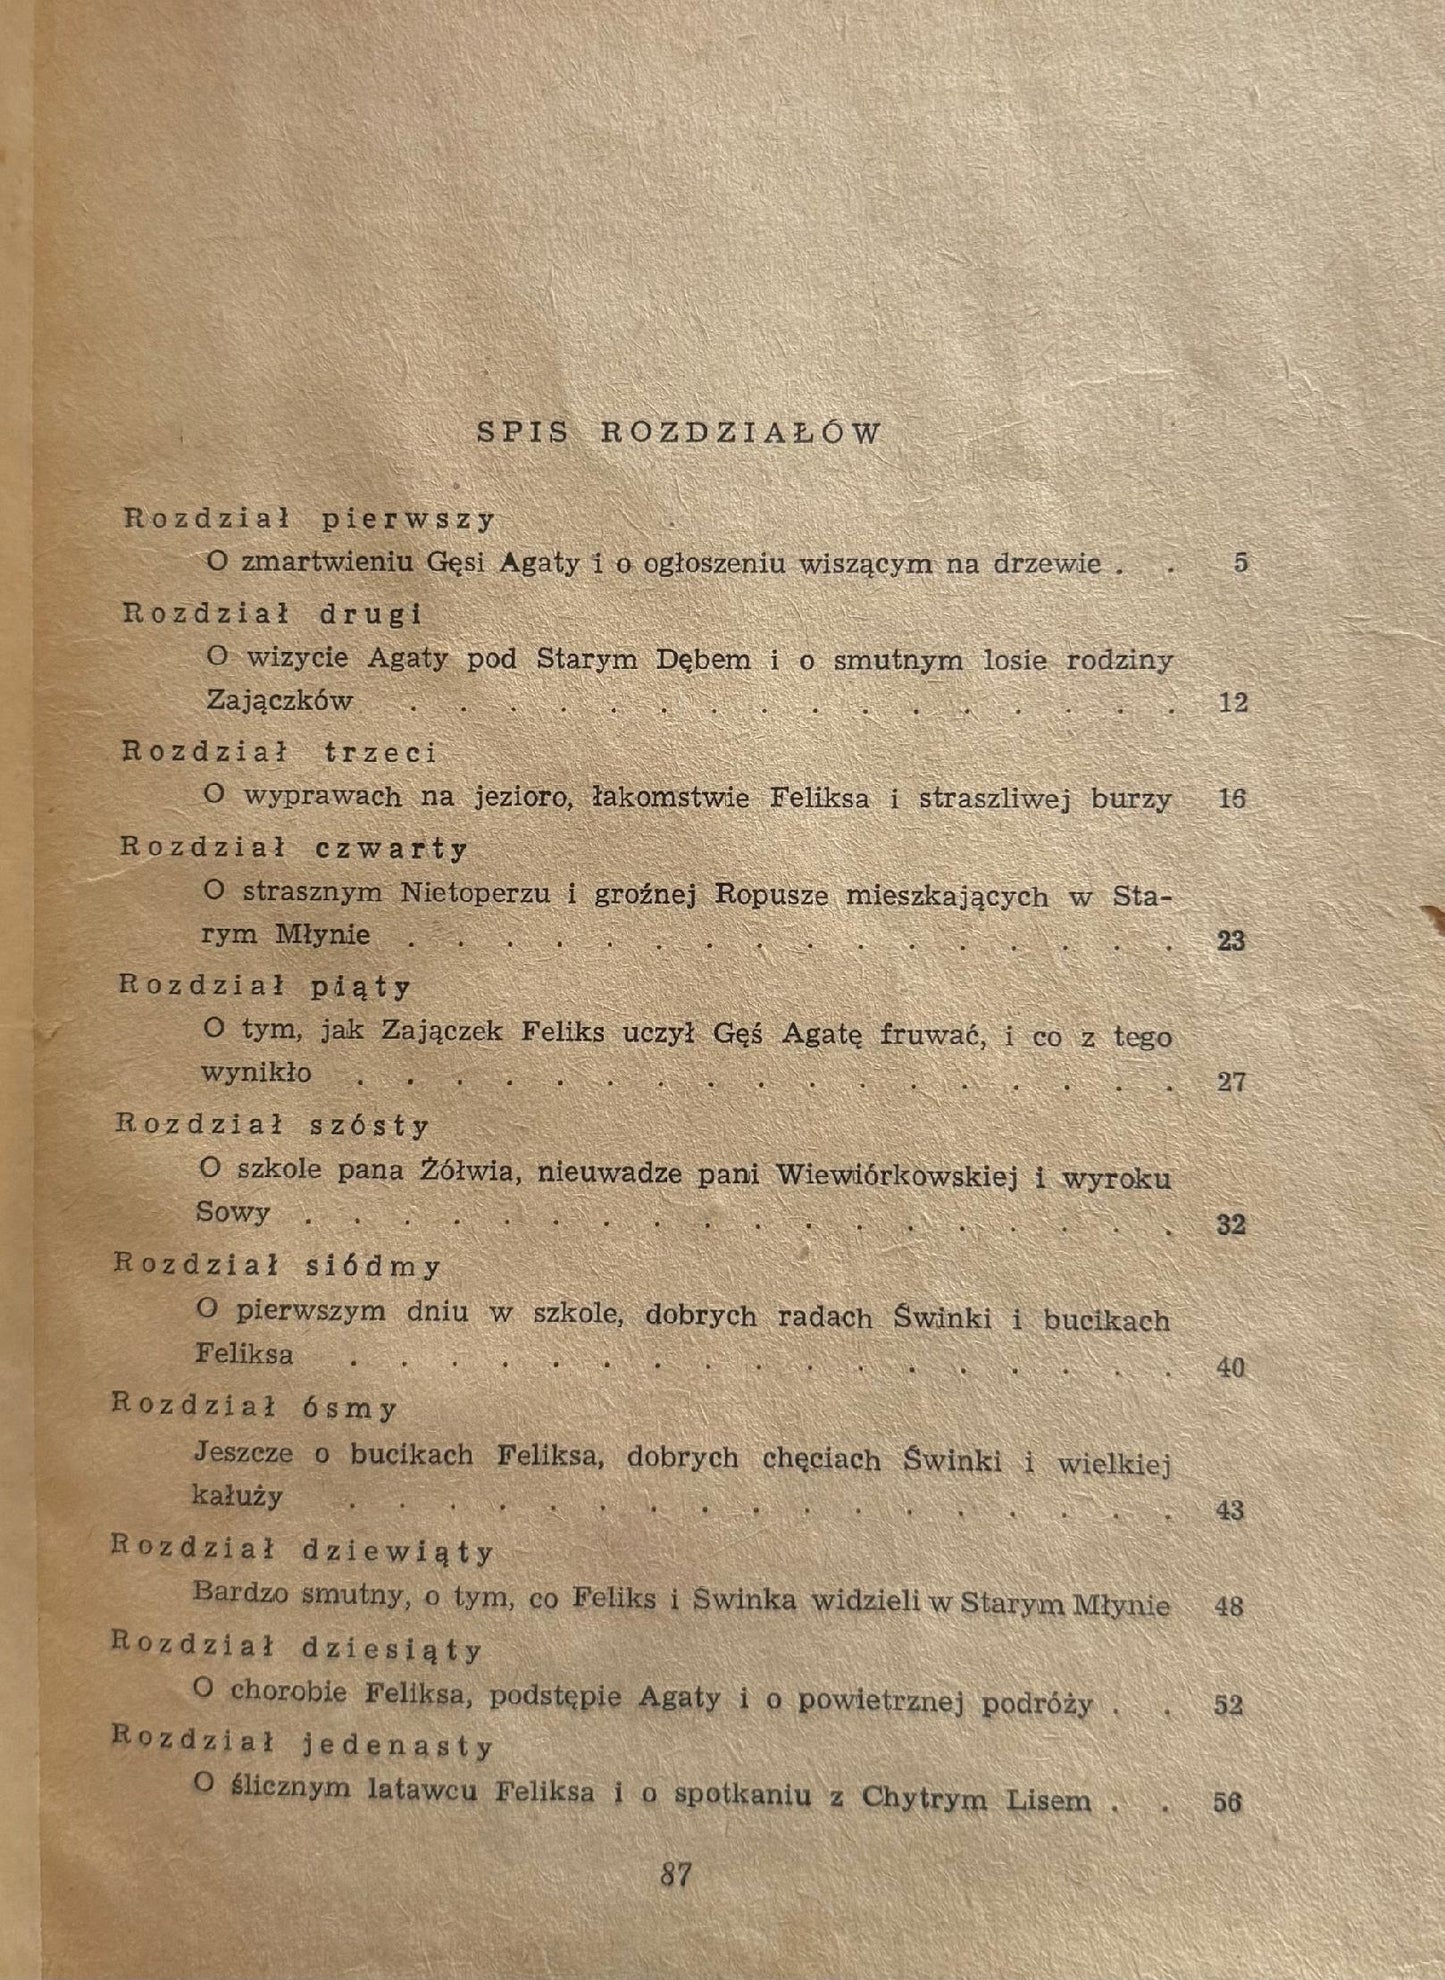 SPIS ROZDZIAŁÓW
Rozdział pierwszy
O zmartwieniu Gęsi Agaty i o ogłoszeniu wiszącym na drzewie . . 5
Rozdział drugi
O wizycie Agaty pod Starym Dębem i o smutnym losie rodziny
Zajączków . . . . . . . . . . . . . . . . 12
Rozdział trzeci
O wyprawach na jezioro, łakomstwie Feliksa i straszliwej burzy 16
Rozdział czwarty
O strasznym Nietoperzu i groźnej Ropusze mieszkających w Sta-
rym Młynie . . . . . . . . . . . . . . . . 23
Rozdział piąty
O tym, jak Zajączek Feliks uczył Gęś Agatę fruwać, i co z tego
wynikło . . . . . . . . . . . . . . . . . 27
Rozdział szósty
O szkole pana Żółwia, nieuwadze pani Wiewiórkowskiej i wyroku
Sowy . . . . . . . . . . . . . . . . . . 32
Rozdział siódmy
O pierwszym dniu w szkole, dobrych radach Świnki i bucikach
Feliksa . . . . . . . . . . . . . . . . . 40
Rozdział ósmy
Jeszcze o bucikach Feliksa, dobrych chęciach Świnki i wielkiej
kałuży . . . . . . . . . . . . . . . . . 43
Rozdział dziewiąty
Bardzo smutny, o tym, co Feliks i Swinka widzieli w Starym Młynie 48
Rozdział dziesiąty
O chorobie Feliksa, podstępie Agaty i o powietrznej podróży . . 52
Rozdział jedenasty
O ślicznym latawcu Feliksa i o spotkaniu z Chytrym Lisem . . 56
87